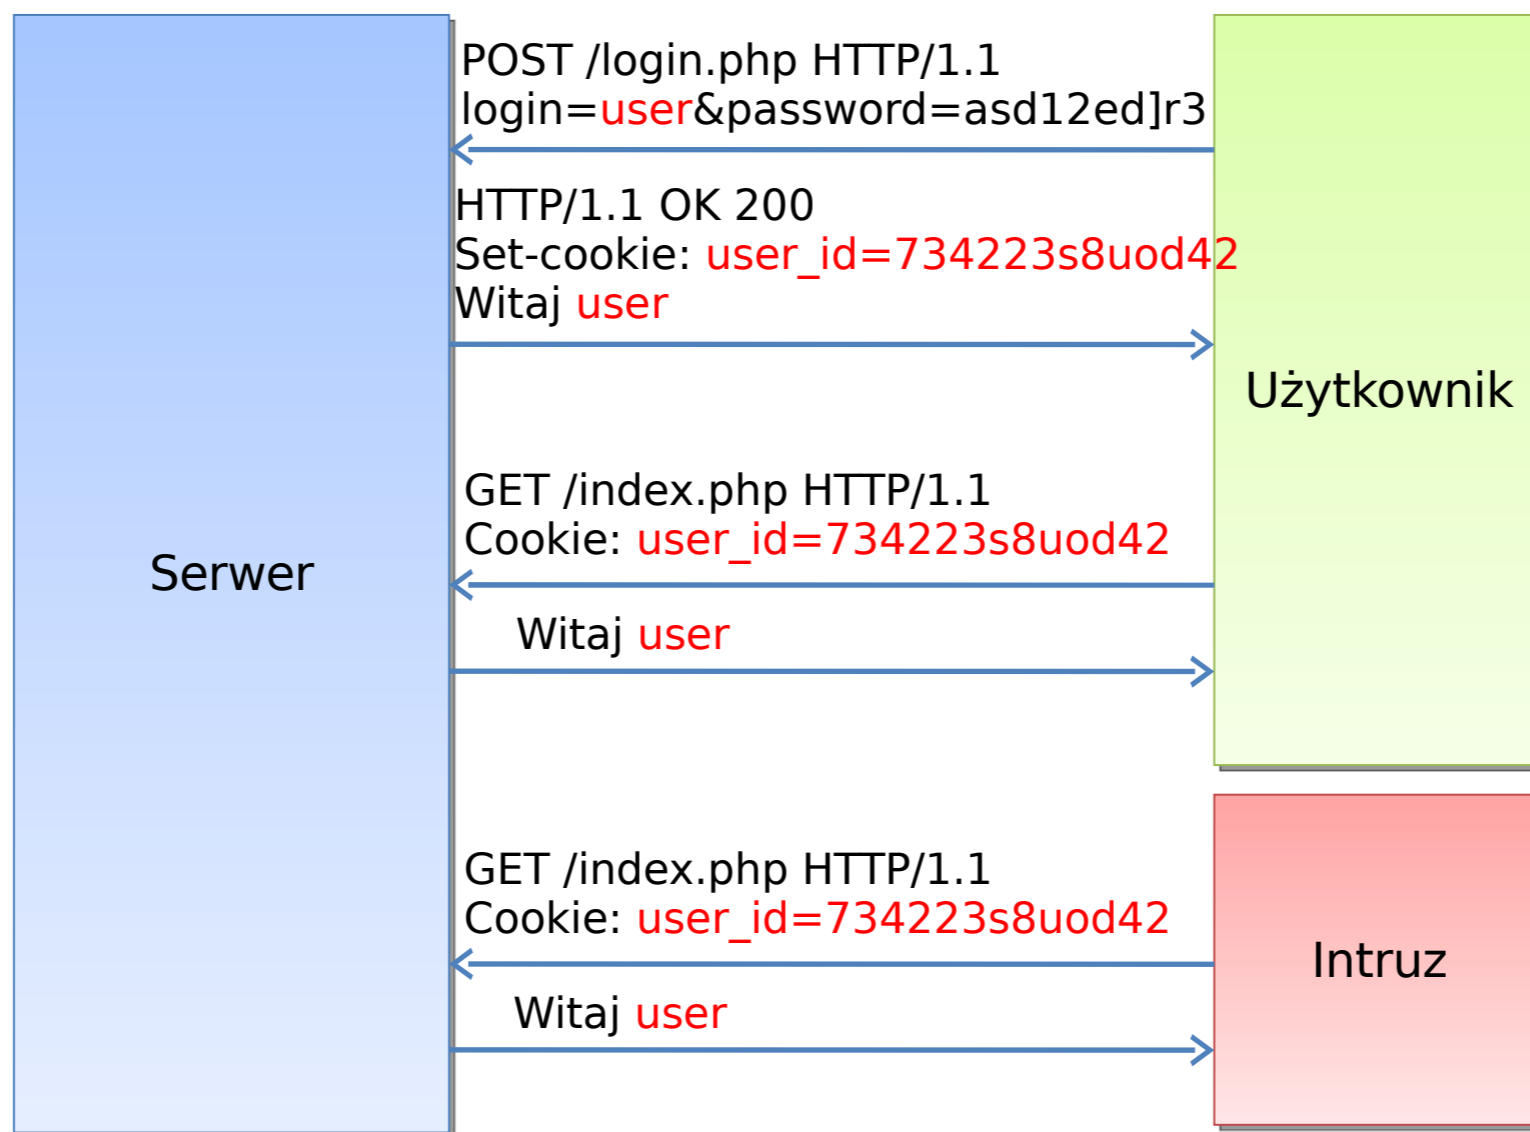 POST /login.php HTTP/1.1
login=user&password=asd12ed]r3
HTTP/1.1 OK 200
Set-cookie: user_id=734223s8uod42
Witaj user
Użytkownik
GET /index.php HTTP/1.1
Cookie: user_id=734223s8uod42
Serwer
Witaj user
GET /index.php HTTP/1.1
Cookie: user_id=734223s8uod42
Intruz
Witaj user